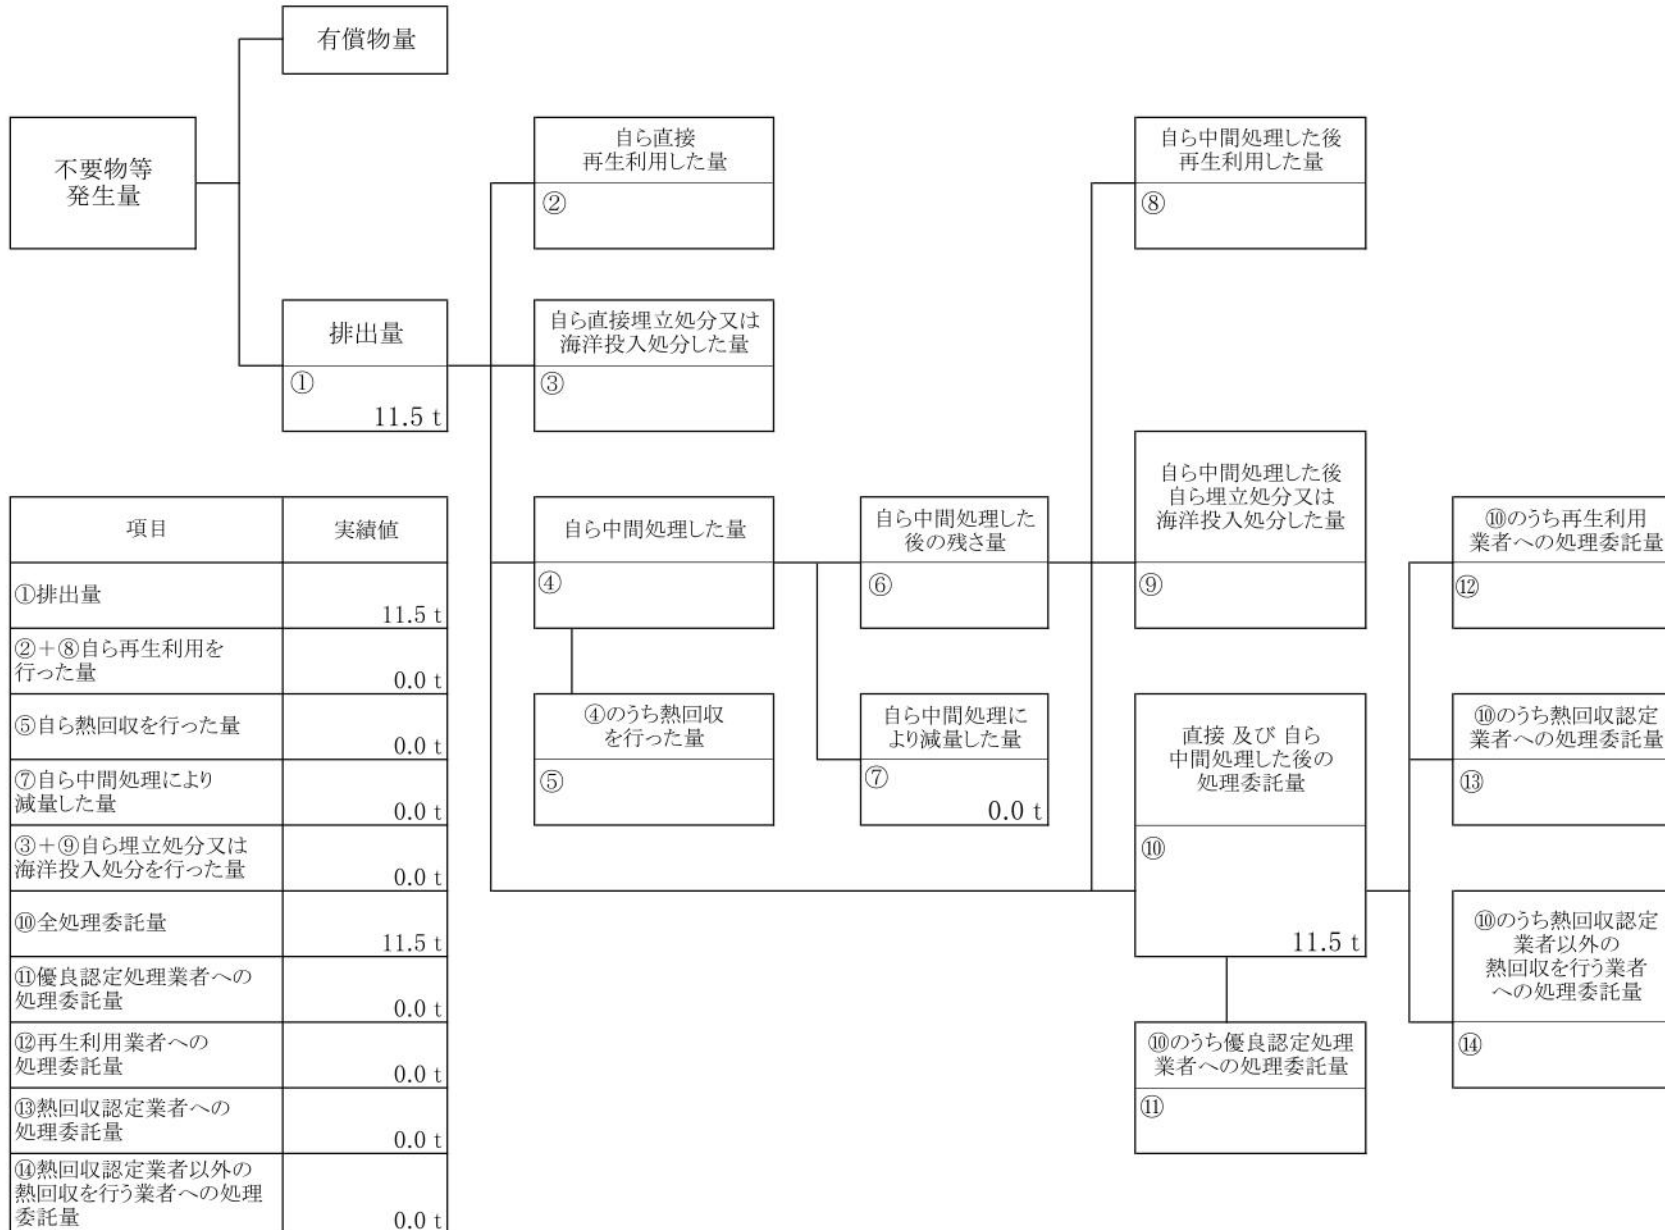 有償物量
不要物等
発生量
自ら直接
再生利用した量
②
自ら中間処理した後
再生利用した量
⑧
排出量
①
11.5 t
自ら直接埋立処分又は
海洋投入処分した量
③
自ら中間処理した量
④
自ら中間処理した
後の残さ量
⑥
自ら中間処理した後
自ら埋立処分又は
海洋投入処分した量
⑨
⑩のうち再生利用
業者への処理委託量
⑫
④のうち熱回収
を行った量
⑤
自ら中間処理に
より減量した量
⑦
0.0 t
直接 及び 自ら
中間処理した後の
処理委託量
⑩
11.5 t
⑩のうち熱回収認定
業者への処理委託量
⑬
⑩のうち熱回収認定
業者以外の
熱回収を行う業者
への処理委託量
⑭
⑩のうち優良認定処理
業者への処理委託量
⑪
項目 実績値
①排出量
11.5 t
②+⑧自ら再生利用を
行った量
0.0 t
⑤自ら熱回収を行った量
0.0 t
⑦自ら中間処理により
減量した量
0.0 t
③+⑨自ら埋立処分又は
海洋投入処分を行った量
0.0 t
⑩全処理委託量
11.5 t
⑪優良認定処理業者への
処理委託量
0.0 t
⑫再生利用業者への
処理委託量
0.0 t
⑬熱回収認定業者への
処理委託量
0.0 t
⑭熱回収認定業者以外の
熱回収を行う業者への処理
委託量
0.0 t